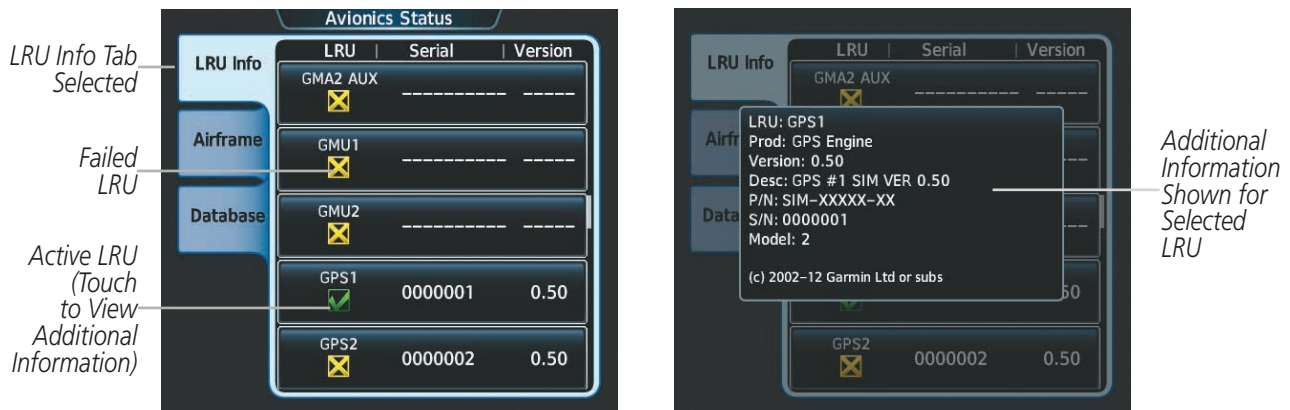 Avionics Status
LRU Info Tab
Selected
LRU Info
LRU | Serial | Version
GMA2 AUX
---------- -----
Failed
LRU
Airframe
GMU1
---------- -----
Database
GMU2
---------- -----
Active LRU
(Touch
to View
Additional
Information)
GPS1
0000001 0.50
GPS2
0000002 0.50
LRU Info
LRU | Serial | Version
GMA2 AUX
---------- -----
Airf
Data
LRU: GPS1
Prod: GPS Engine
Version: 0.50
Desc: GPS #1 SIM VER 0.50
P/N: SIM-XXXXX-XX
S/N: 0000001
Model: 2
(c) 2002-12 Garmin Ltd or subs
50
GPS2
0000002 0.50
Additional
Information
Shown for
Selected
LRU